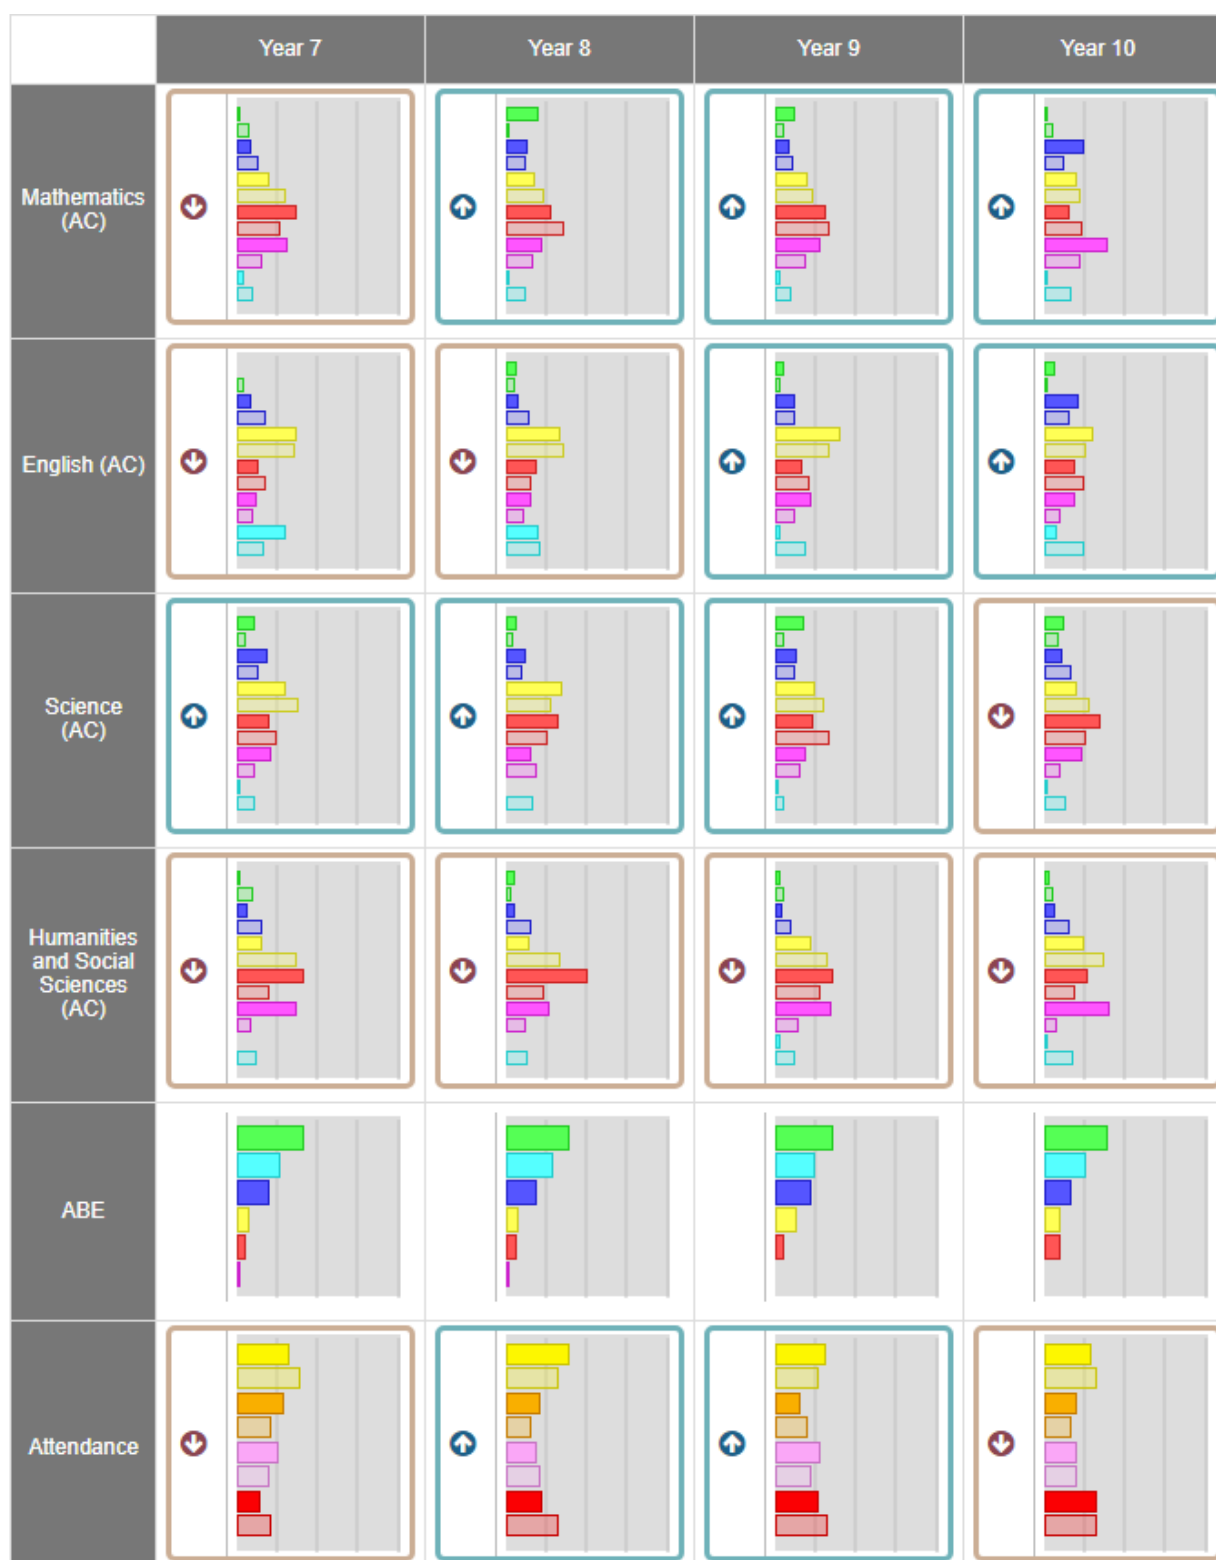 Year 7
Year 8
Year 9
Year 10
Mathematics
(AC)
English (AC)
Science
(AC)
Humanities
and Social
Sciences
(AC)
ABE
Attendance